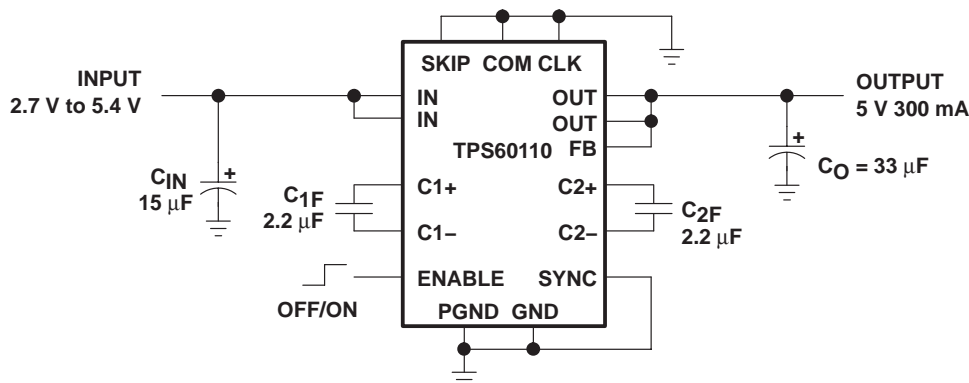 SKIP COM CLK
INPUT
2.7 V to 5.4 V
OUTPUT
5 V 300 mA
IN
OUT
IN
OUT
TPS60110
FB
CIN
15 μF
+
CO = 33 μF
+
C1F
2.2 μF
C1+
C2+
C2F
2.2 μF
C1−
C2−
ENABLE
SYNC
OFF/ON
PGND GND